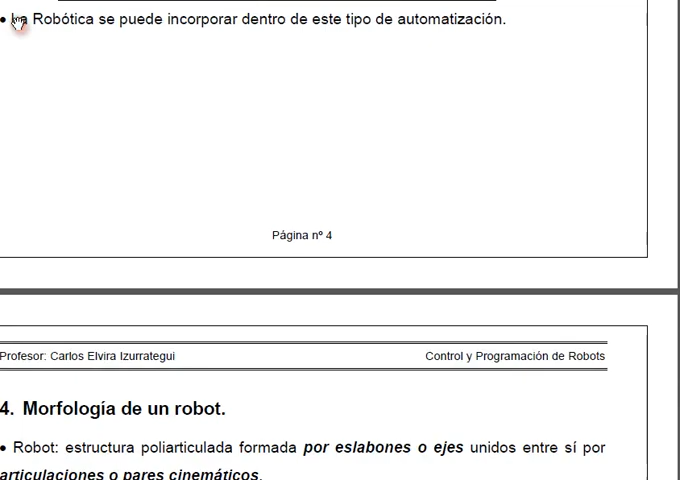 • La Robótica se puede incorporar dentro de este tipo de automatización.
Página nº 4
Profesor: Carlos Elvira Izurrategui Control y Programación de Robots
4. Morfología de un robot.
• Robot: estructura poliarticulada formada por eslabones o ejes unidos entre sí por
articulaciones o pares cinemáticos.